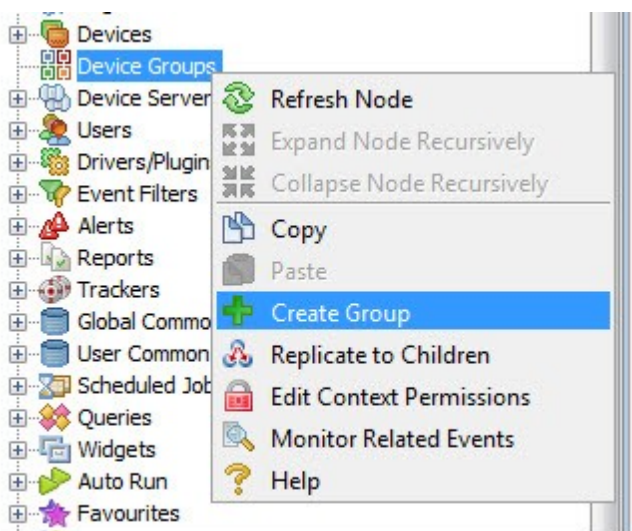 Devices
Device Groups
Device Server
Users
Drivers/Plugin
Event Filters
Alerts
Reports
Trackers
Global Commo
User Common
Scheduled Job
Queries
Widgets
Auto Run
Favourites
Refresh Node
Expand Node Recursively
Collapse Node Recursively
Copy
Paste
Create Group
Replicate to Children
Edit Context Permissions
Monitor Related Events
Help